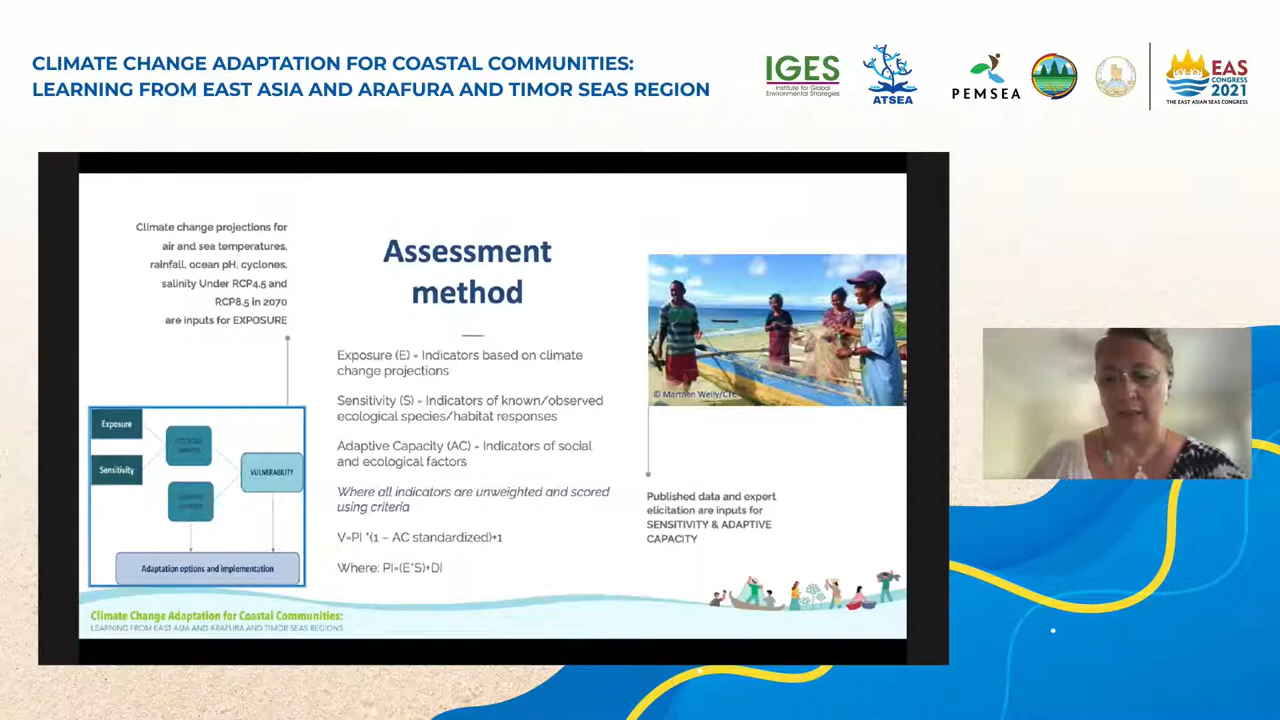 CLIMATE CHANGE ADAPTATION FOR COASTAL COMMUNITIES:
LEARNING FROM EAST ASIA AND ARAFURA AND TIMOR SEAS REGION
IGES
Institute for Global
Environmental Strategies
ATSEA
PEMSEA
EAS
CONGRESS
2021
THE EAST ASIAN SEAS CONGRESS
Climate change projections for
air and sea temperatures,
rainfall, ocean pH, cyclones,
salinity Under RCP4.5 and
RCP8.5 in 2070
are inputs for EXPOSURE
Assessment
method
Exposure (E) = Indicators based on climate
change projections
Sensitivity (S) = Indicators of known/observed
ecological species/habitat responses
Adaptive Capacity (AC) = Indicators of social
and ecological factors
Where all indicators are unweighted and scored
using criteria
V=PI *(1 – AC standardized)+1
Where: PI=(E*S)+DI
© Marthen Welly/CTC
Published data and expert
elicitation are inputs for
SENSITIVITY & ADAPTIVE
CAPACITY
Exposure
Sensitivity
VULNERABILITY
Adaptation options and implementation
Climate Change Adaptation for Coastal Communities:
LEARNING FROM EAST ASIA AND ARAFURA AND TIMOR SEAS REGIONS